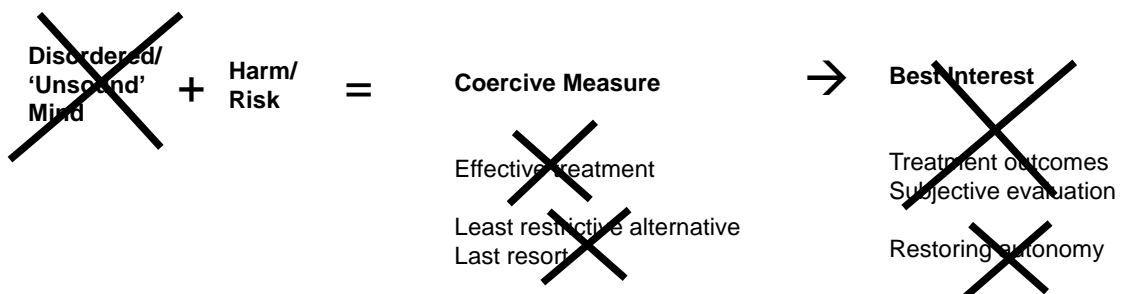 Disordered/
‘Unsound’
Mind
+
Harm/
Risk
=
Coercive Measure
→
Best Interest
Effective treatment
Least restrictive alternative
Last resort
Treatment outcomes
Subjective evaluation
Restoring autonomy